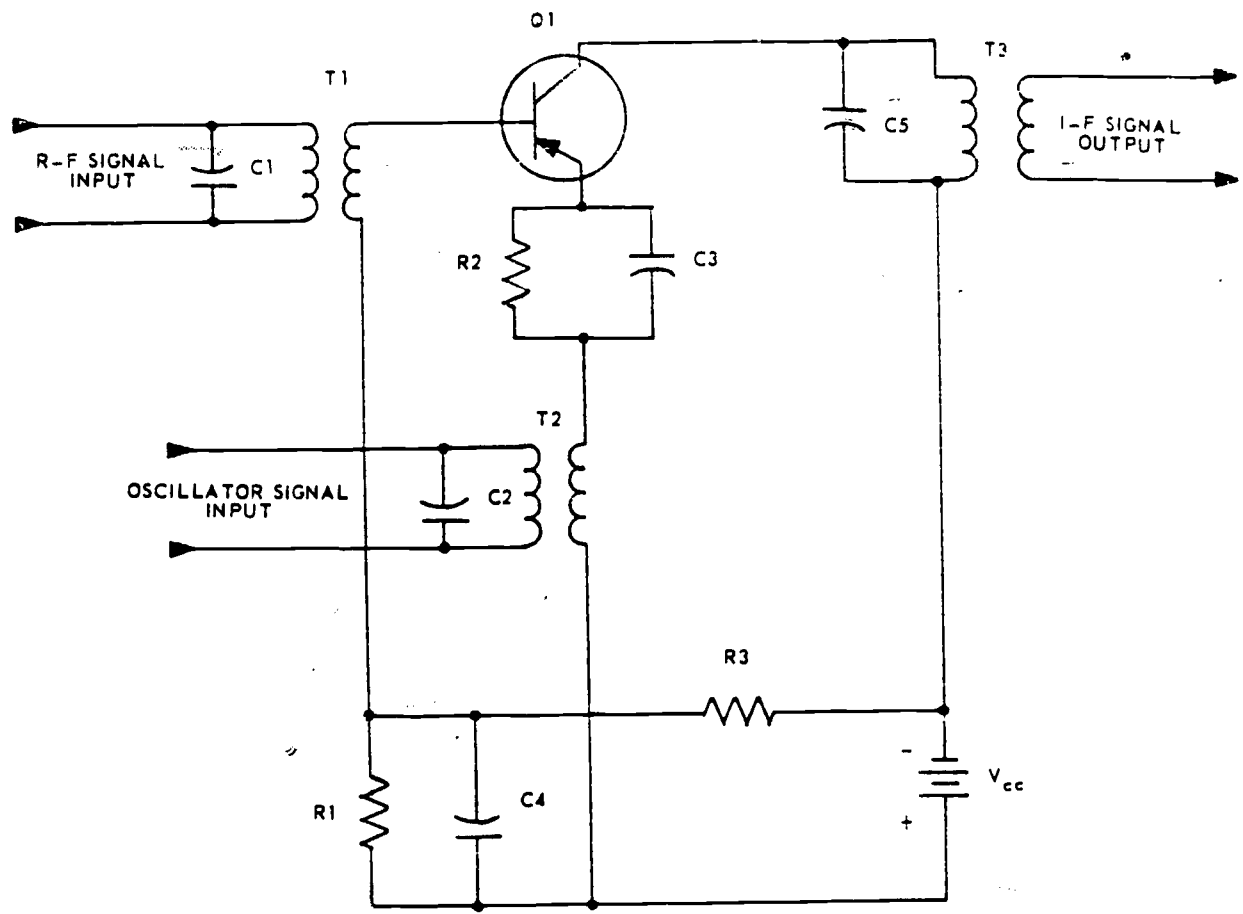 Q1
T1
T3
R-F SIGNAL
INPUT
C1
C5
I-F SIGNAL
OUTPUT
R2
C3
T2
OSCILLATOR SIGNAL
INPUT
C2
R3
R1
C4
-
+
Vcc